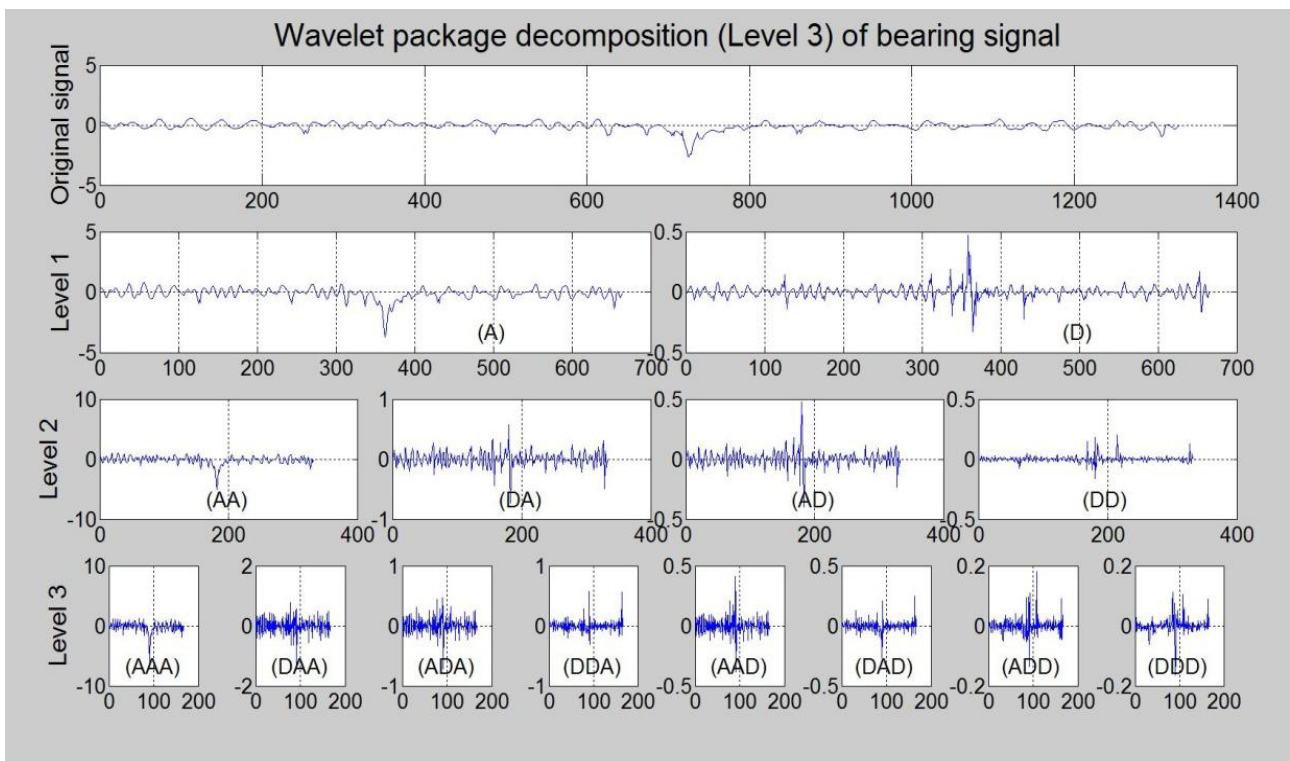 Wavelet package decomposition (Level 3) of bearing signal
Original signal
5
0
-5
0 200 400 600 800 1000 1200 1400
Level 1
5
0
-5
0 100 200 300 400 500 600 700
(A)
0.5
0
-0.5
0 100 200 300 400 500 600 700
(D)
Level 2
10
0
-10
0 200 400
(AA)
1
0
-1
0 200 400
(DA)
0.5
0
-0.5
0 200 400
(AD)
0.5
0
-0.5
0 200 400
(DD)
Level 3
10
0
-10
0 100 200
(AAA)
2
0
-2
0 100 200
(DAA)
1
0
-1
0 100 200
(ADA)
1
0
-1
0 100 200
(DDA)
0.5
0
-0.5
0 100 200
(AAD)
0.5
0
-0.5
0 100 200
(DAD)
0.2
0
-0.2
0 100 200
(ADD)
0.2
0
-0.2
0 100 200
(DDD)